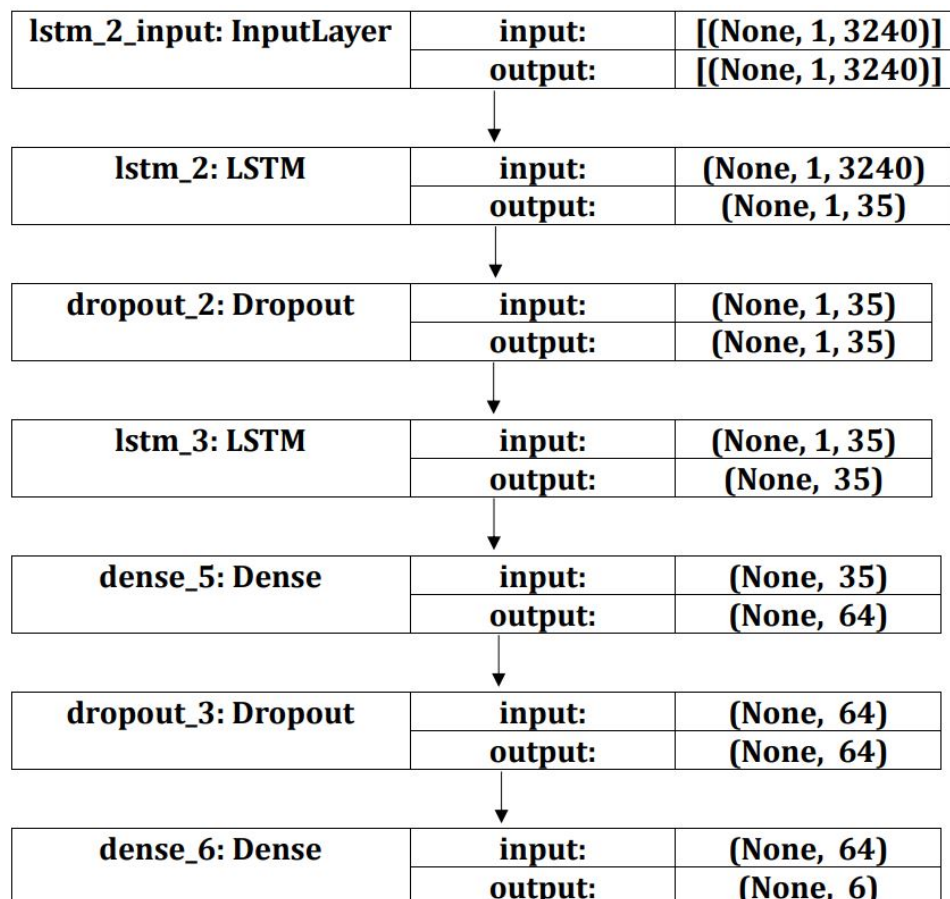 lstm_2_input: InputLayer input: [(None, 1, 3240)]
output: [(None, 1, 3240)]
lstm_2: LSTM input: (None, 1, 3240)
output: (None, 1, 35)
dropout_2: Dropout input: (None, 1, 35)
output: (None, 1, 35)
lstm_3: LSTM input: (None, 1, 35)
output: (None, 35)
dense_5: Dense input: (None, 35)
output: (None, 64)
dropout_3: Dropout input: (None, 64)
output: (None, 64)
dense_6: Dense input: (None, 64)
output: (None, 6)